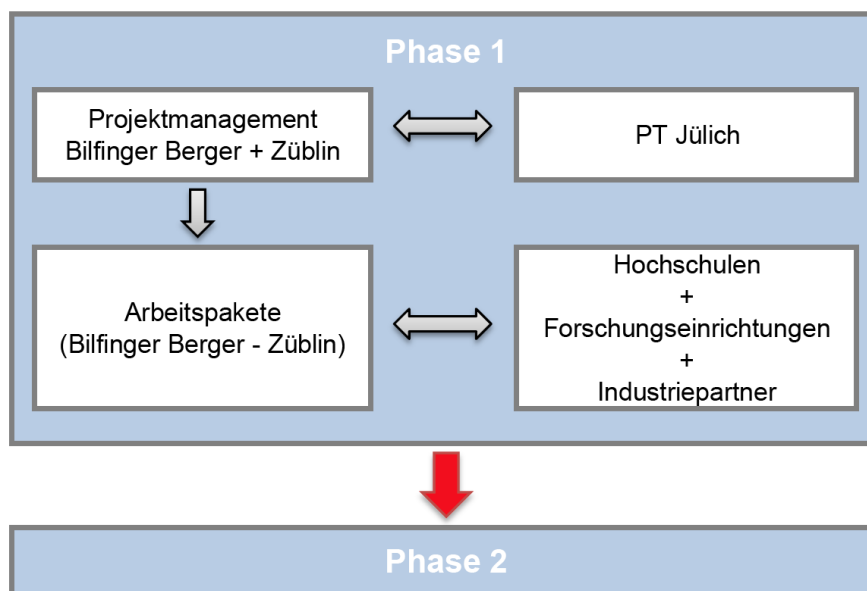 Phase 1
Projektmanagement
Bilfinger Berger + Züblin
PT Jülich
Arbeitspakete
(Bilfinger Berger - Züblin)
Hochschulen
+
Forschungseinrichtungen
+
Industriepartner
Phase 2